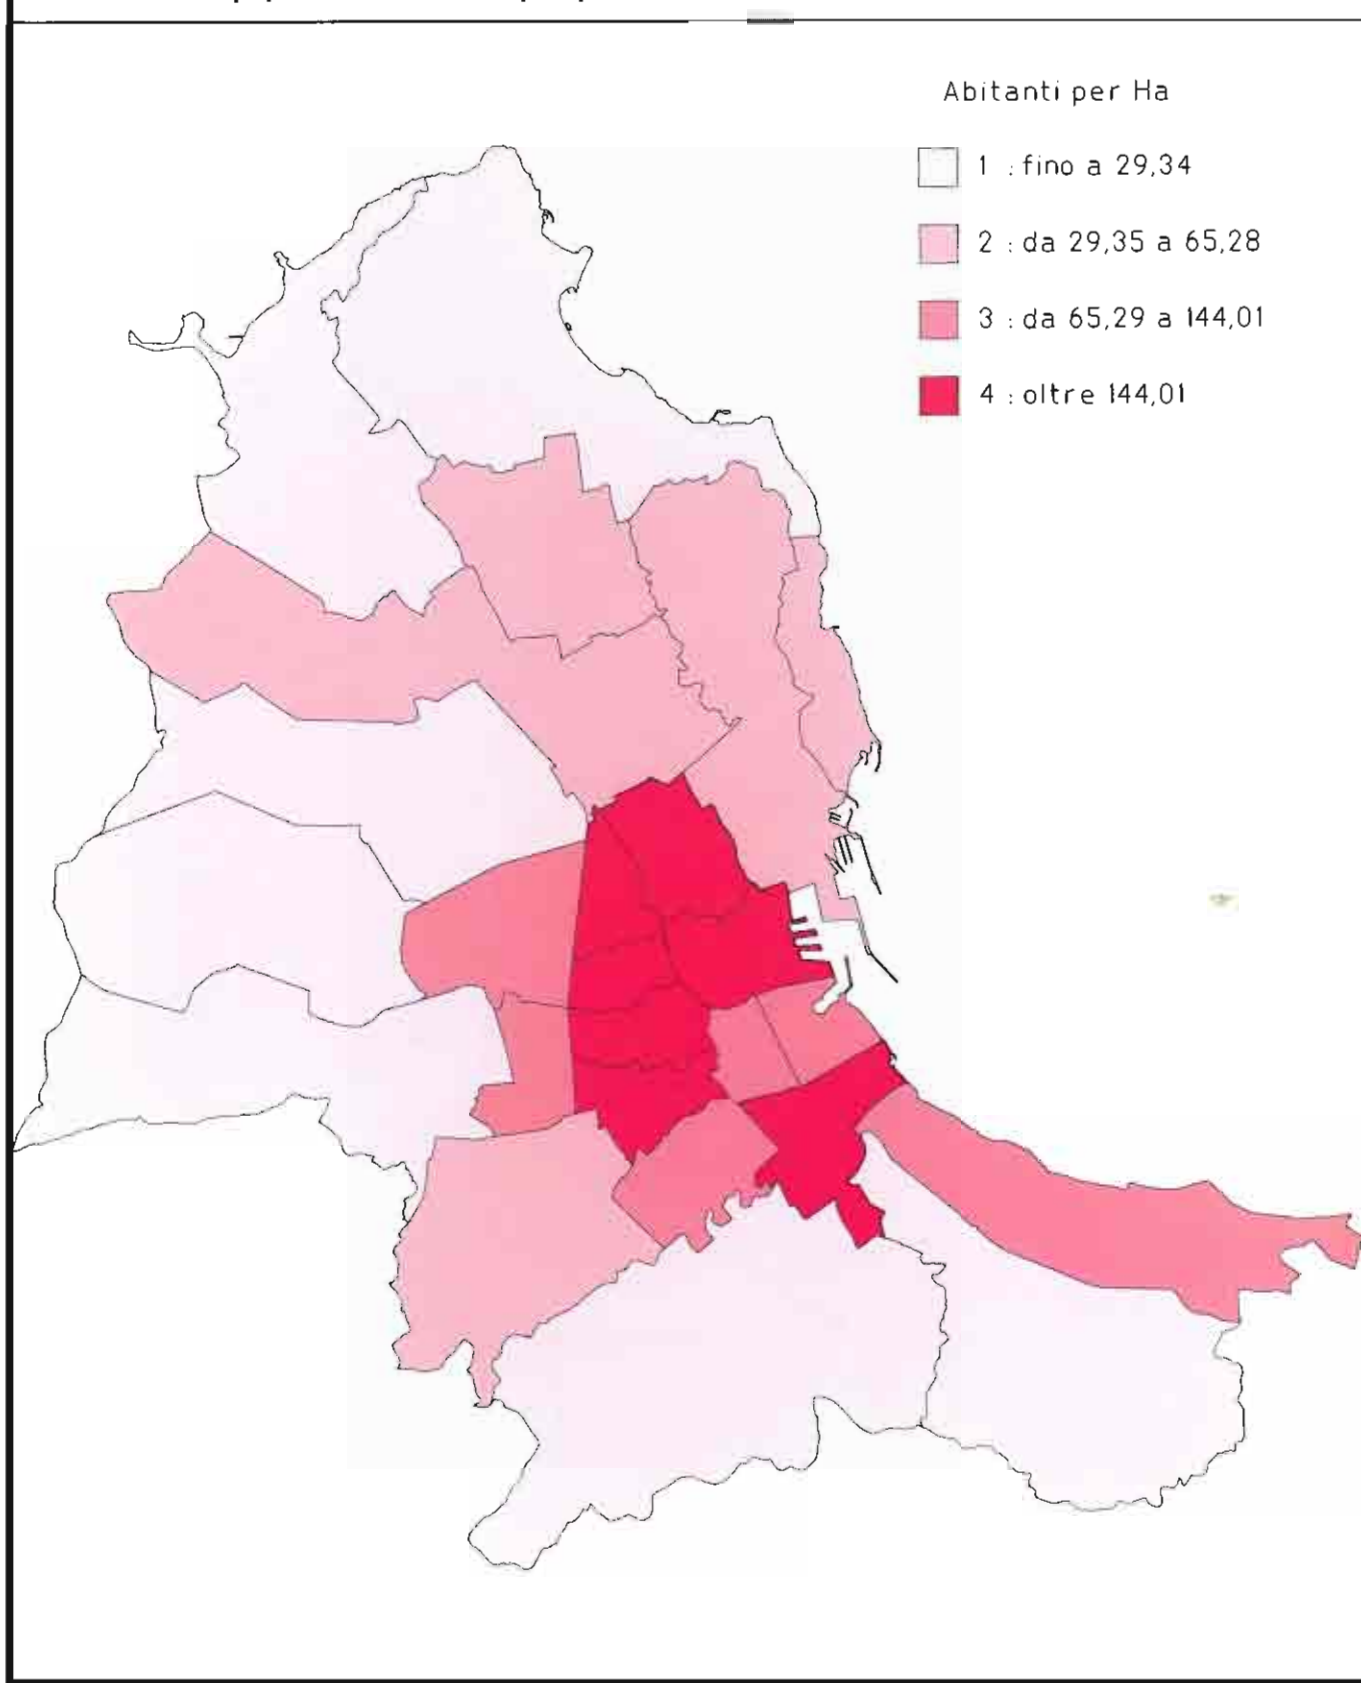 Abitanti per Ha
1 : fino a 29,34
2 : da 29,35 a 65,28
3 : da 65,29 a 144,01
4 : oltre 144,01